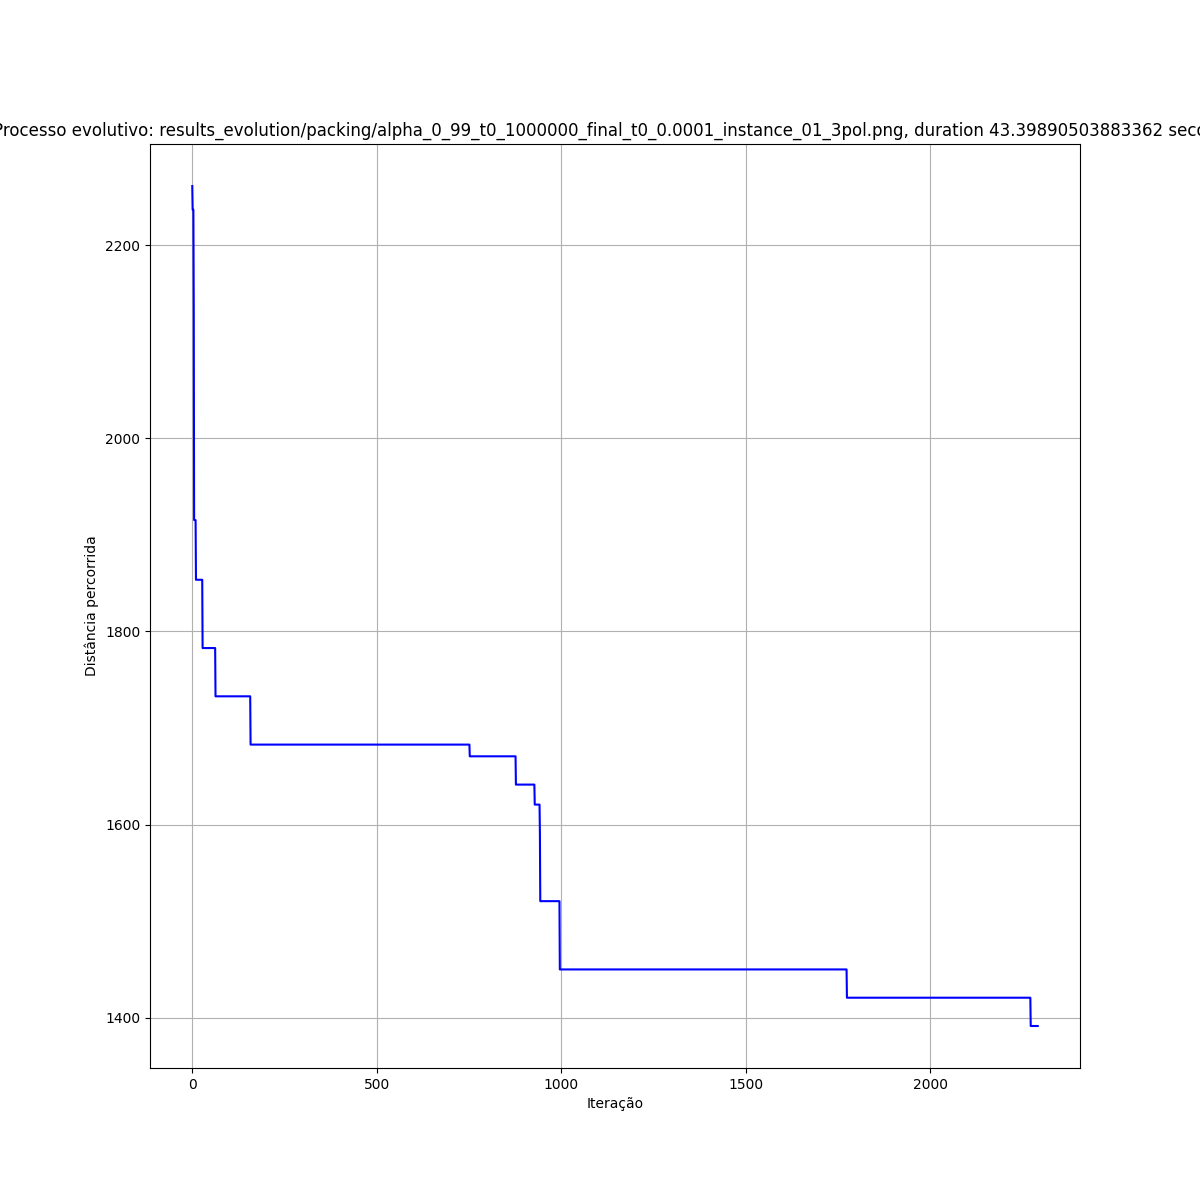 Processo evolutivo: results_evolution/packing/alpha_0_99_t0_1000000_final_t0_0.0001_instance_01_3pol.png, duration 43.39890503883362
2200
2000
1800
1600
1400
Distância percorrida
0 500 1000 1500 2000
Iteração